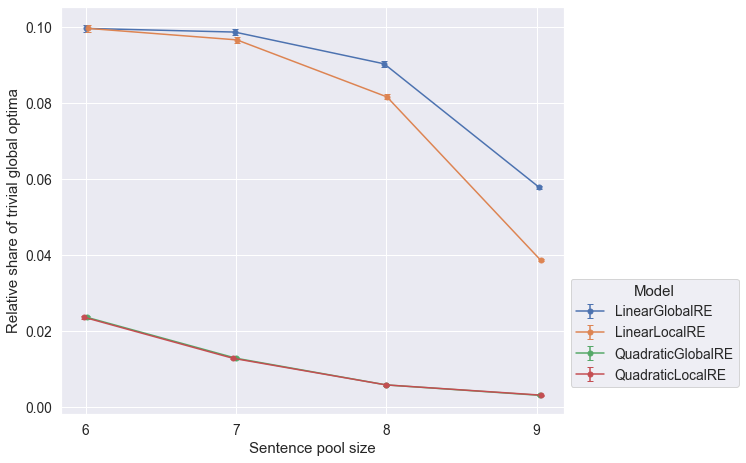 0.10
0.08
0.06
0.04
0.02
0.00
Relative share of trivial global optima
6 7 8 9
Sentence pool size
Model
LinearGlobalRE
LinearLocalRE
QuadraticGlobalRE
QuadraticLocalRE